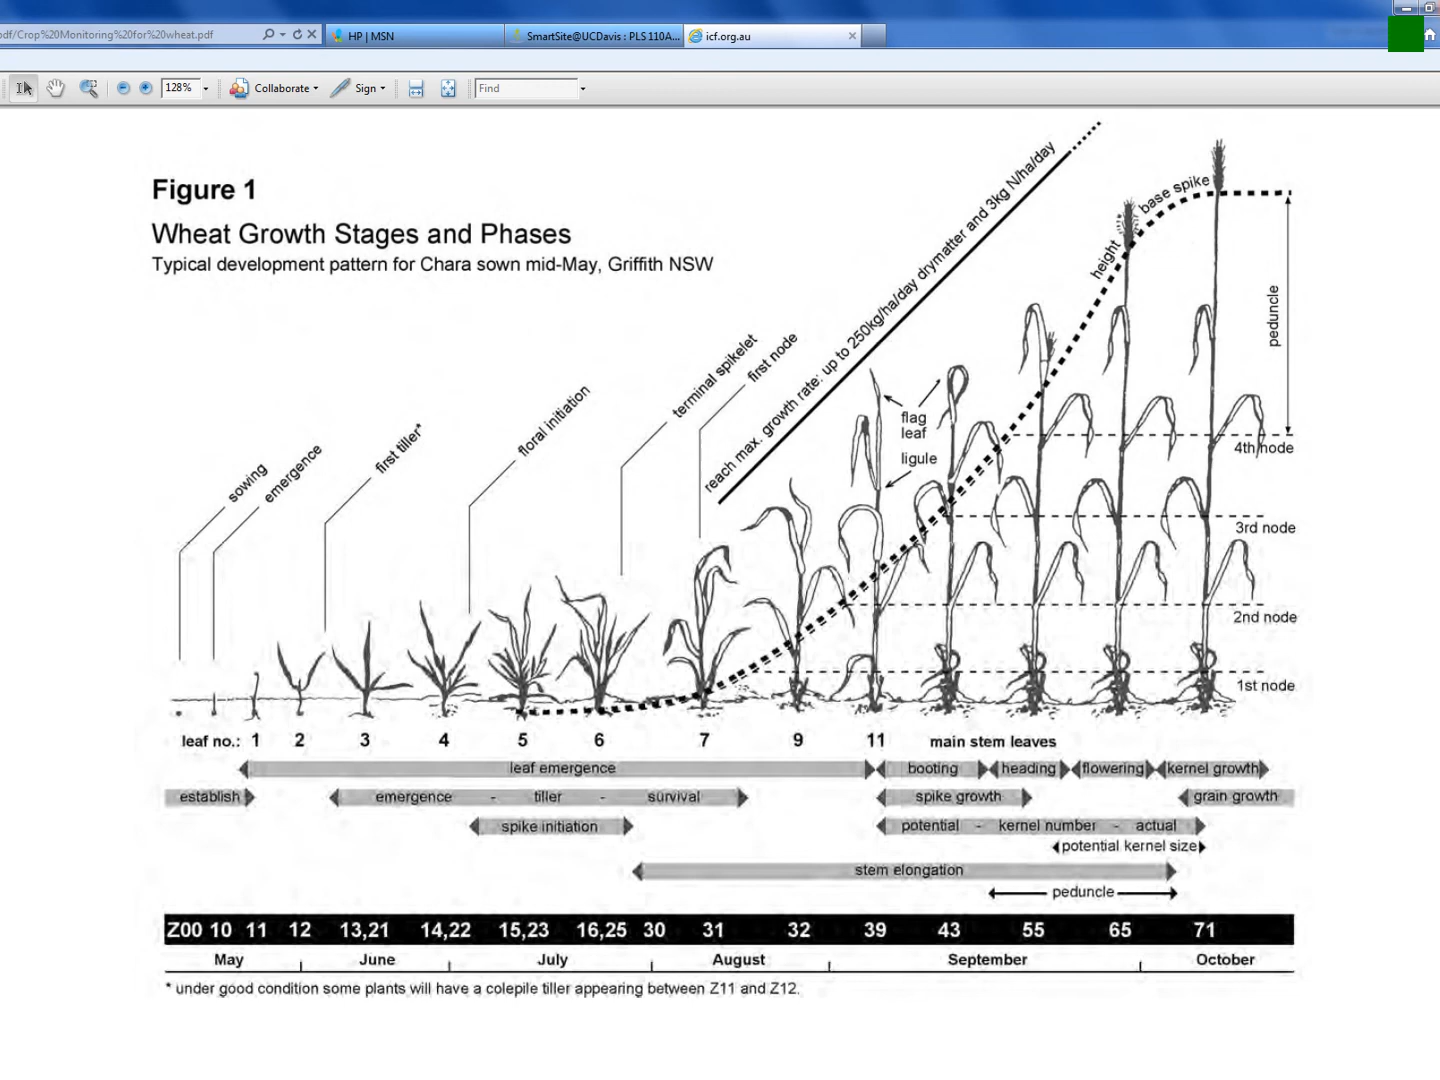 df/Crop%20Monitoring%20for%20wheat.pdf
HP | MSN
SmartSite@UCDavis : PLS 110A...
icf.org.au
128%
Collaborate
Sign
Find
Figure 1
Wheat Growth Stages and Phases
Typical development pattern for Chara sown mid-May, Griffith NSW
sowing
emergence
first tiller*
floral initiation
terminal spikelet
first node
reach max. growth rate: up to 250kg/ha/day drymatter and 3kg N/ha/day
flag
leaf
ligule
height
base spike
peduncle
4th node
3rd node
2nd node
1st node
leaf no.: 1 2 3 4 5 6 7 9 11 main stem leaves
leaf emergence booting heading flowering kernel growth
establish emergence - tiller - survival spike growth grain growth
spike initiation potential - kernel number - actual
potential kernel size
stem elongation
peduncle
Z00 10 11 12 13,21 14,22 15,23 16,25 30 31 32 39 43 55 65 71
May June July August September October
* under good condition some plants will have a colepile tiller appearing between Z11 and Z12.